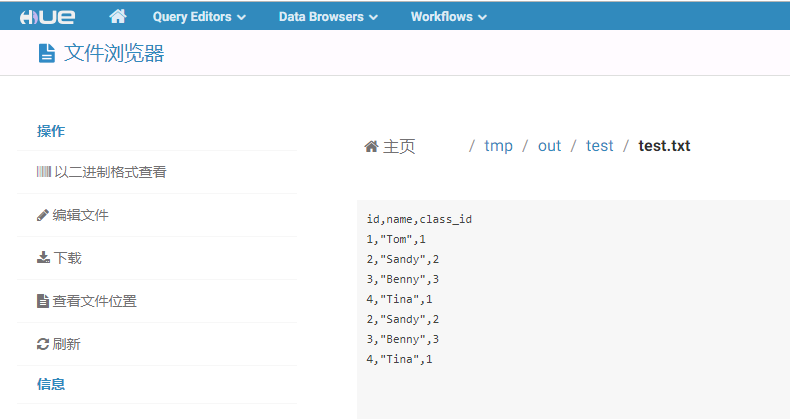 HUE Query Editors Data Browsers Workflows
文件浏览器
操作
以二进制格式查看
编辑文件
下载
查看文件位置
刷新
信息
主页 / tmp / out / test / test.txt
id,name,class_id
1,"Tom",1
2,"Sandy",2
3,"Benny",3
4,"Tina",1
2,"Sandy",2
3,"Benny",3
4,"Tina",1